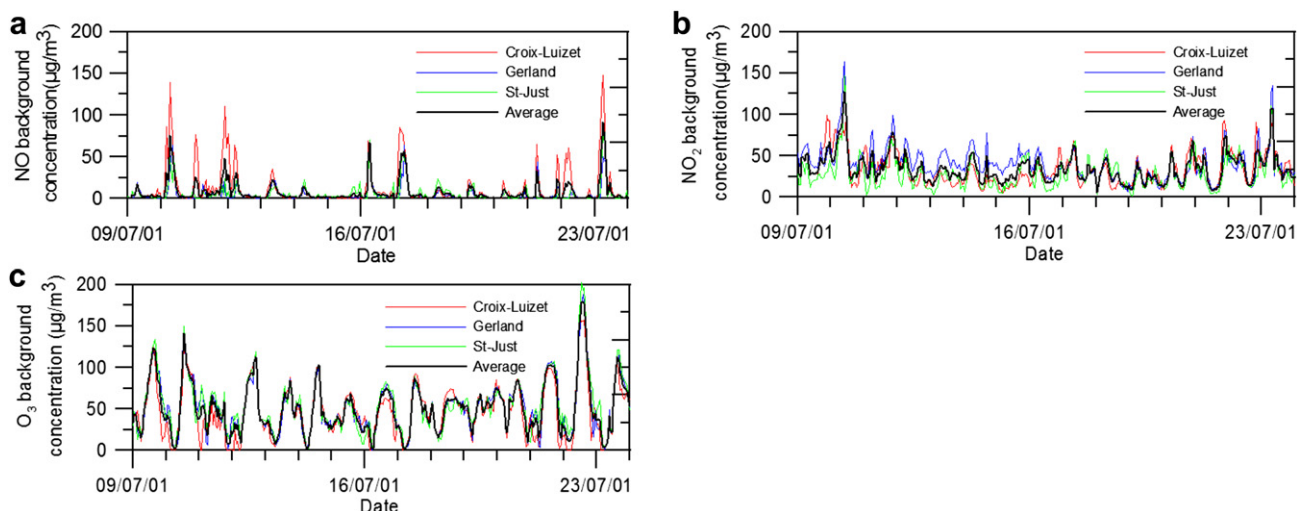 a
NO background
concentration(µg/m³)
200
150
100
50
0
Croix-Luizet
Gerland
St-Just
Average
09/07/01
16/07/01
23/07/01
Date
b
NO₂ background
concentration(µg/m³)
200
150
100
50
0
Croix-Luizet
Gerland
St-Just
Average
09/07/01
16/07/01
23/07/01
Date
c
O₃ background
concentration (µg/m³)
200
150
100
50
0
Croix-Luizet
Gerland
St-Just
Average
09/07/01
16/07/01
23/07/01
Date